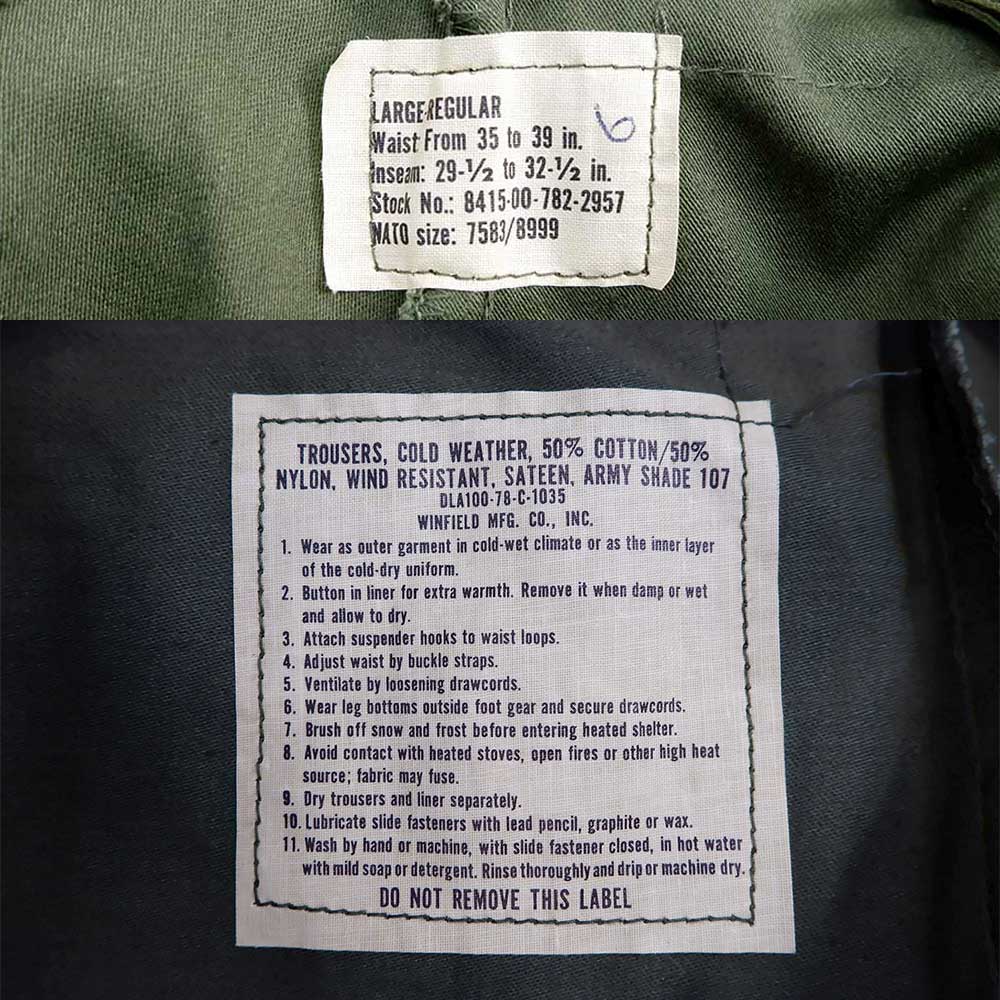 LARGE-REGULAR
6
Waist From 35 to 39 in.
Inseam: 29-½ to 32-½ in.
Stock No.: 8415-00-782-2957
NATO size: 7583/8999
TROUSERS, COLD WEATHER, 50% COTTON/50%
NYLON, WIND RESISTANT, SATEEN, ARMY SHADE 107
DLA100-78-C-1035
WINFIELD MFG. CO., INC.
1. Wear as outer garment in cold-wet climate or as the inner layer
of the cold-dry uniform.
2. Button in liner for extra warmth. Remove it when damp or wet
and allow to dry.
3. Attach suspender hooks to waist loops.
4. Adjust waist by buckle straps.
5. Ventilate by loosening drawcords.
6. Wear leg bottoms outside foot gear and secure drawcords.
7. Brush off snow and frost before entering heated shelter.
8. Avoid contact with heated stoves, open fires or other high heat
source; fabric may fuse.
9. Dry trousers and liner separately.
10. Lubricate slide fasteners with lead pencil, graphite or wax.
11. Wash by hand or machine, with slide fastener closed, in hot water
with mild soap or detergent. Rinse thoroughly and drip or machine dry.
DO NOT REMOVE THIS LABEL